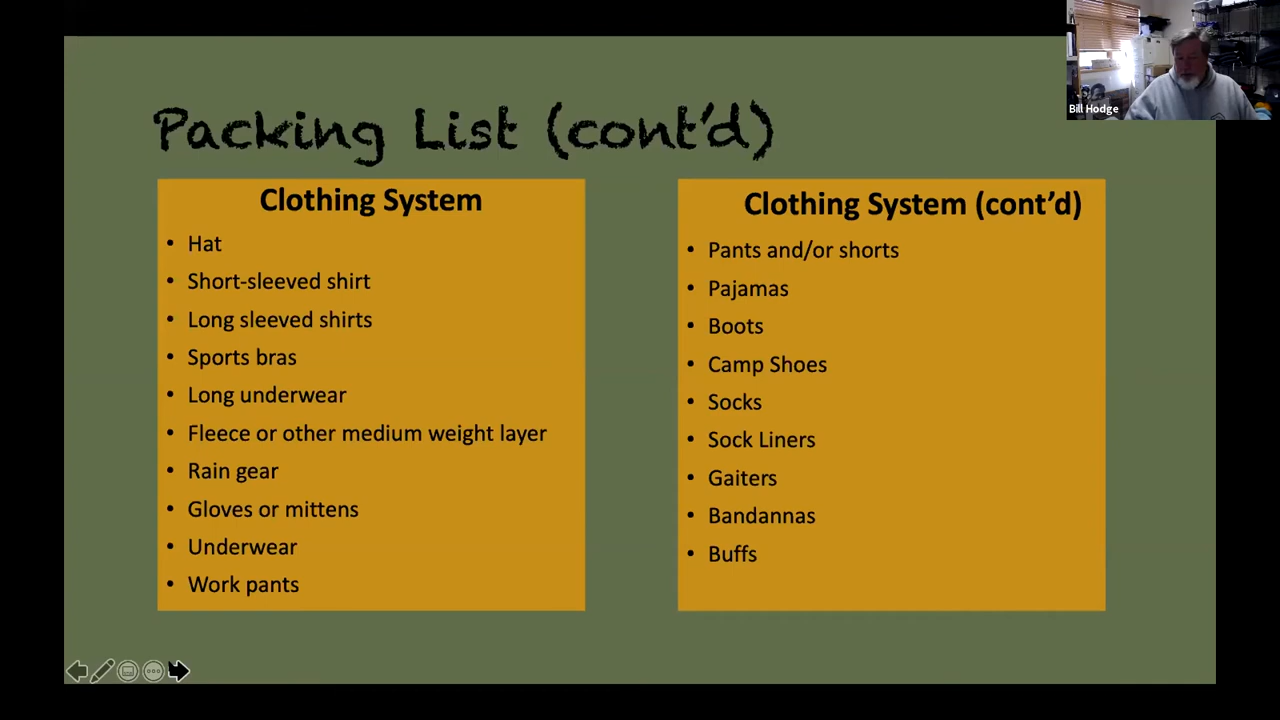 Packing List (cont'd)
Bill Hodge
Clothing System
• Hat
• Short-sleeved shirt
• Long sleeved shirts
• Sports bras
• Long underwear
• Fleece or other medium weight layer
• Rain gear
• Gloves or mittens
• Underwear
• Work pants
Clothing System (cont'd)
• Pants and/or shorts
• Pajamas
• Boots
• Camp Shoes
• Socks
• Sock Liners
• Gaiters
• Bandannas
• Buffs